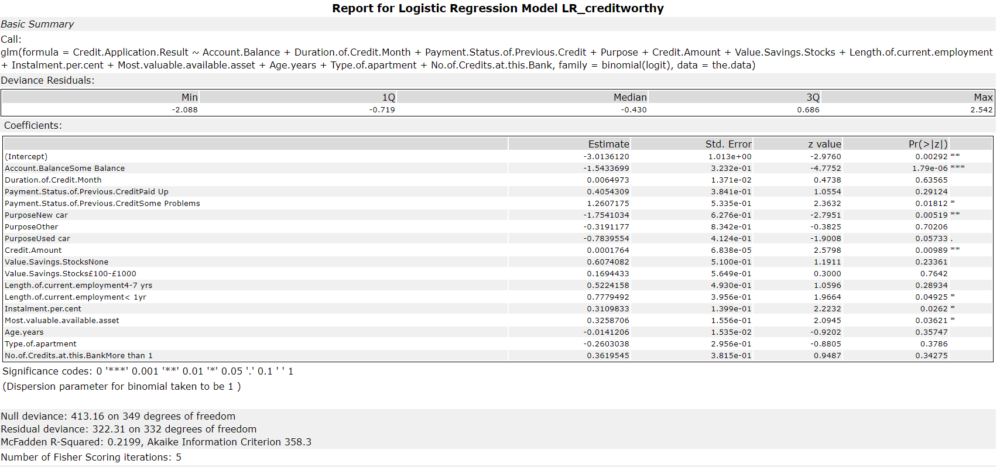 Report for Logistic Regression Model LR_creditworthy
Basic Summary
Call:
glm(formula = Credit.Application.Result ~ Account.Balance + Duration.of.Credit.Month + Payment.Status.of.Previous.Credit + Purpose + Credit.Amount + Value.Savings.Stocks + Length.of.current.employment
+ Instalment.per.cent + Most.valuable.available.asset + Age.years + Type.of.apartment + No.of.Credits.at.this.Bank, family = binomial(logit), data = the.data)
Deviance Residuals:
Min 1Q Median 3Q Max
-2.088 -0.719 -0.430 0.686 2.542
Coefficients:
Estimate Std. Error z value Pr(>|z|)
(Intercept) -3.0136120 1.013e+00 -2.9760 0.00292 **
Account.BalanceSome Balance -1.5433699 3.232e-01 -4.7752 1.79e-06 ***
Duration.of.Credit.Month 0.0064973 1.371e-02 0.4738 0.63565
Payment.Status.of.Previous.CreditPaid Up 0.4054309 3.841e-01 1.0554 0.29124
Payment.Status.of.Previous.CreditSome Problems 1.2607175 5.335e-01 2.3632 0.01812 *
PurposeNew car -1.7541034 6.276e-01 -2.7951 0.00519 **
PurposeOther -0.3191177 8.342e-01 -0.3825 0.70206
PurposeUsed car -0.7839554 4.124e-01 -1.9008 0.05733 .
Credit.Amount 0.0001764 6.838e-05 2.5798 0.00989 **
Value.Savings.StocksNone 0.6074082 5.100e-01 1.1911 0.23361
Value.Savings.Stocks£100-£1000 0.1694433 5.649e-01 0.3000 0.7642
Length.of.current.employment4-7 yrs 0.5224158 4.930e-01 1.0596 0.28934
Length.of.current.employment< 1yr 0.7779492 3.956e-01 1.9664 0.04925 *
Instalment.per.cent 0.3109833 1.399e-01 2.2232 0.0262 *
Most.valuable.available.asset 0.3258706 1.556e-01 2.0945 0.03621 *
Age.years -0.0141206 1.535e-02 -0.9202 0.35747
Type.of.apartment -0.2603038 2.956e-01 -0.8805 0.3786
No.of.Credits.at.this.BankMore than 1 0.3619545 3.815e-01 0.9487 0.34275
Significance codes: 0 '***' 0.001 '**' 0.01 '*' 0.05 '.' 0.1 ' ' 1
(Dispersion parameter for binomial taken to be 1 )
Null deviance: 413.16 on 349 degrees of freedom
Residual deviance: 322.31 on 332 degrees of freedom
McFadden R-Squared: 0.2199, Akaike Information Criterion 358.3
Number of Fisher Scoring iterations: 5